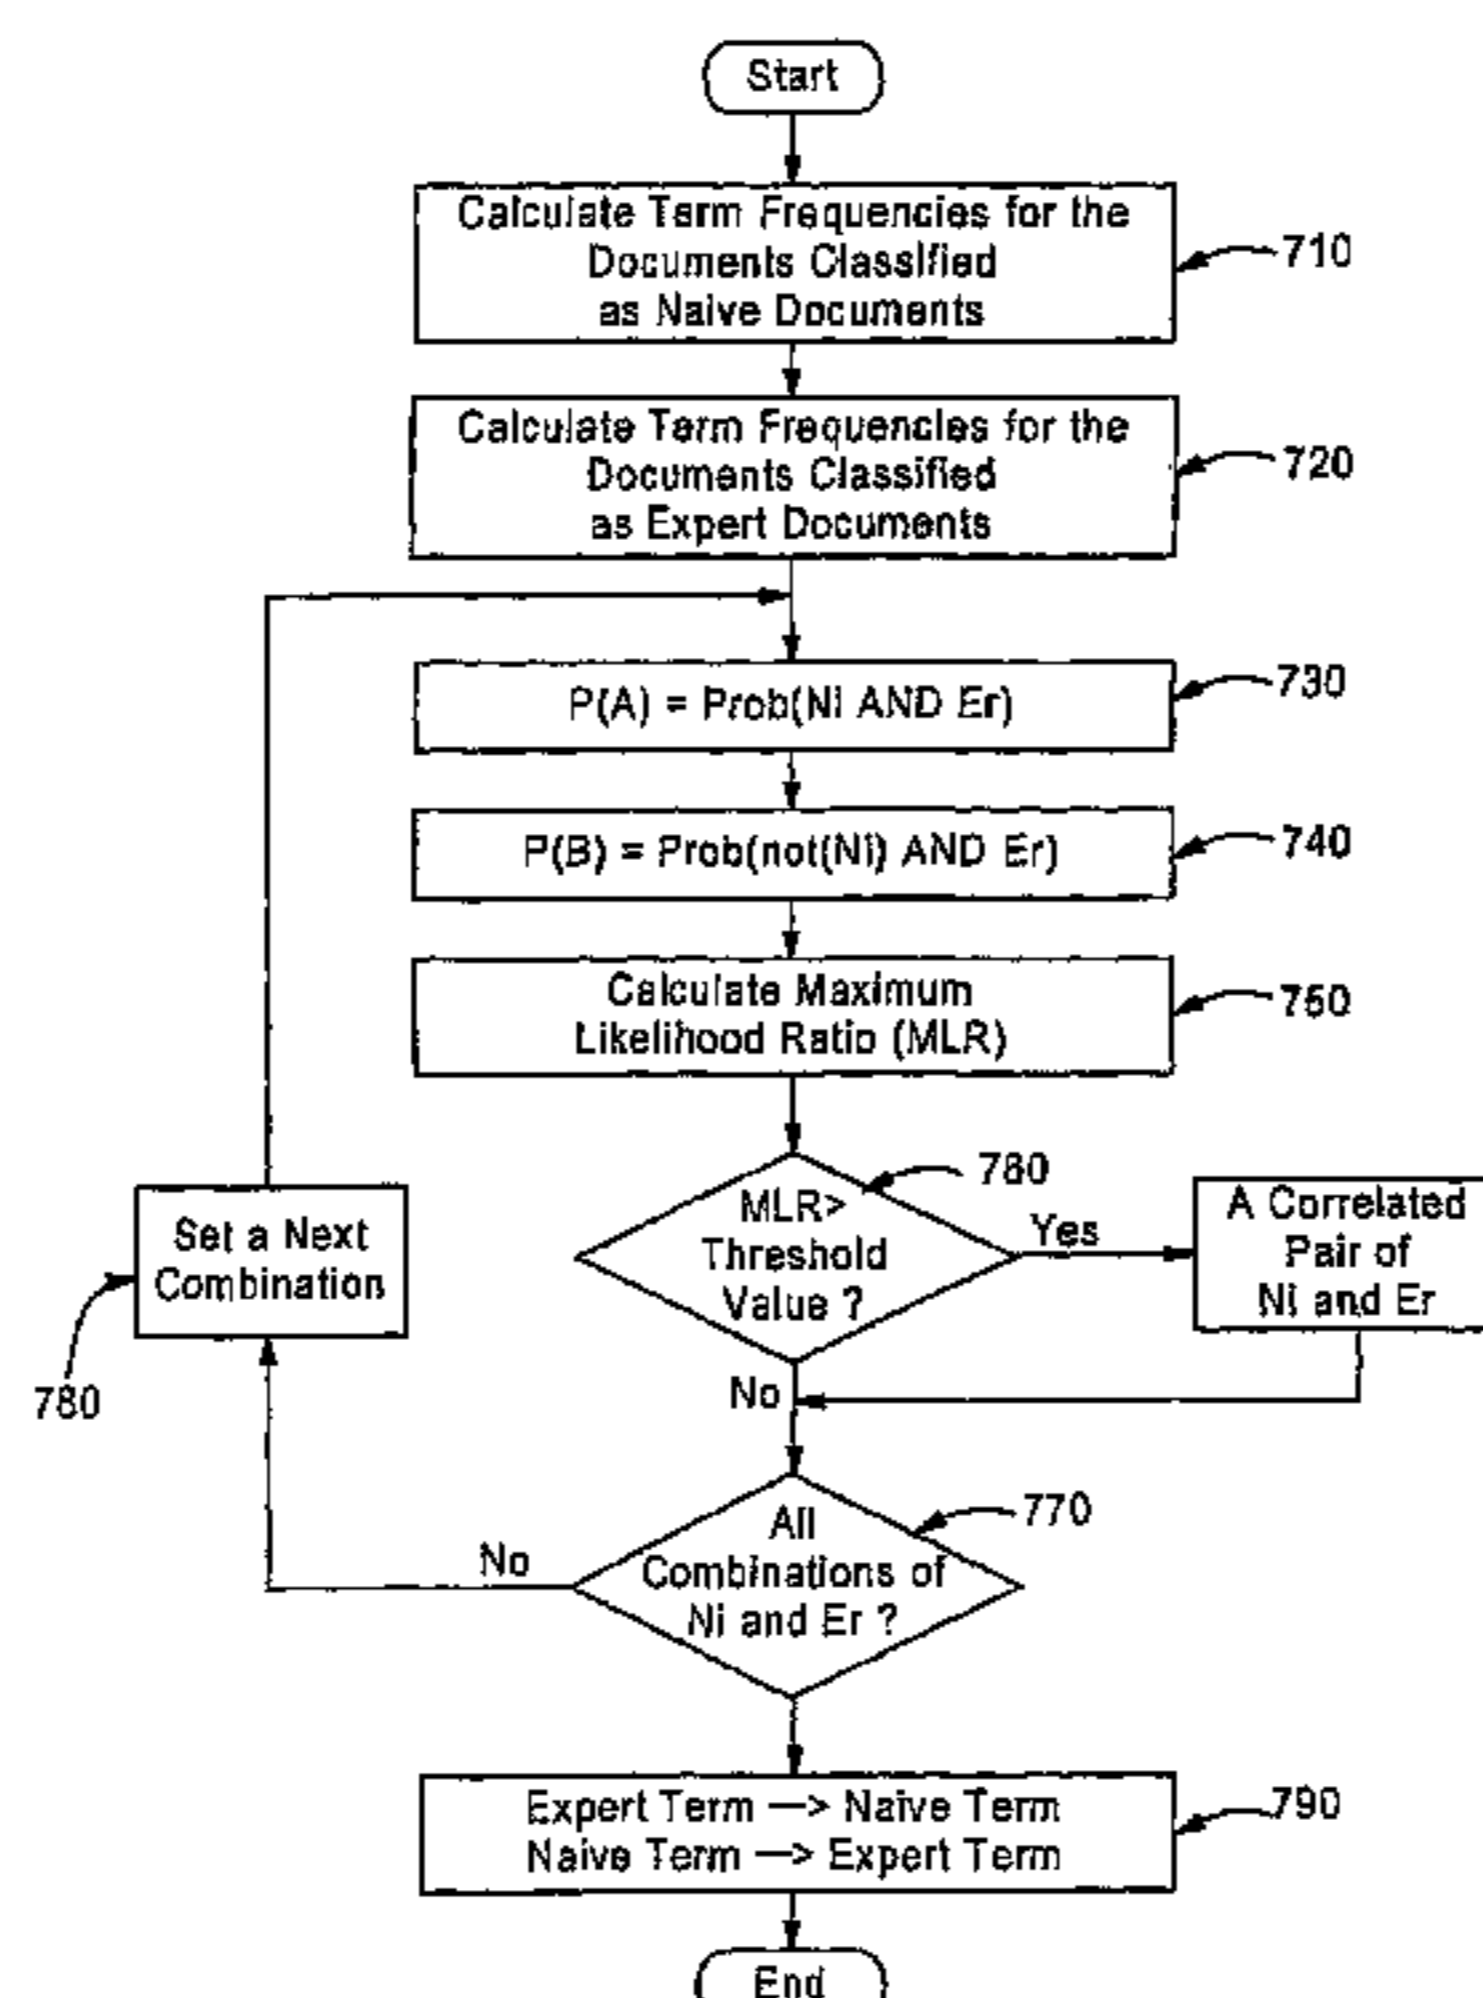 Start
Calculate Term Frequencies for the
Documents Classified
as Naive Documents
710
Calculate Term Frequencies for the
Documents Classified
as Expert Documents
720
P(A) = Prob(Ni AND Er)
730
P(B) = Prob(not(Ni) AND Er)
740
Calculate Maximum
Likelihood Ratio (MLR)
750
MLR>
Threshold
Value ?
760
Yes
A Correlated
Pair of
Ni and Er
Set a Next
Combination
780
No
All
Combinations of
Ni and Er ?
770
No
Expert Term —> Naive Term
Naive Term —> Expert Term
790
End